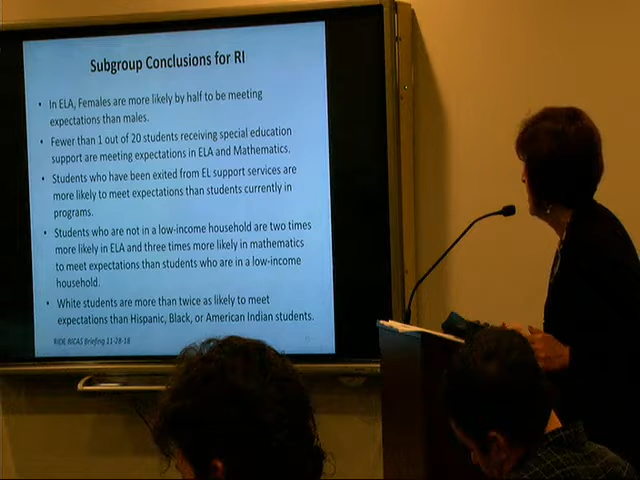 Subgroup Conclusions for RI
• In ELA, Females are more likely by half to be meeting
expectations than males.
• Fewer than 1 out of 20 students receiving special education
support are meeting expectations in ELA and Mathematics.
• Students who have been exited from EL support services are
more likely to meet expectations than students currently in
programs.
• Students who are not in a low-income household are two times
more likely in ELA and three times more likely in mathematics
to meet expectations than students who are in a low-income
household.
• White students are more than twice as likely to meet
expectations than Hispanic, Black, or American Indian students.
RIDE RICAS Briefing 11-28-18